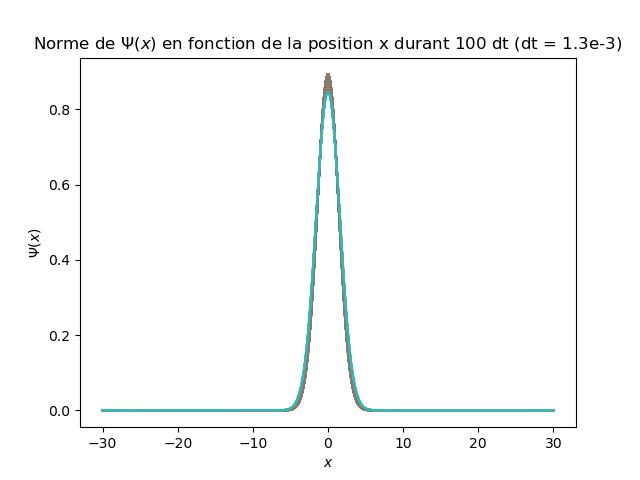 Norme de Ψ(x) en fonction de la position x durant 100 dt (dt = 1.3e-3)
0.8
0.6
0.4
0.2
0.0
Ψ(x)
−30 −20 −10 0 10 20 30
x